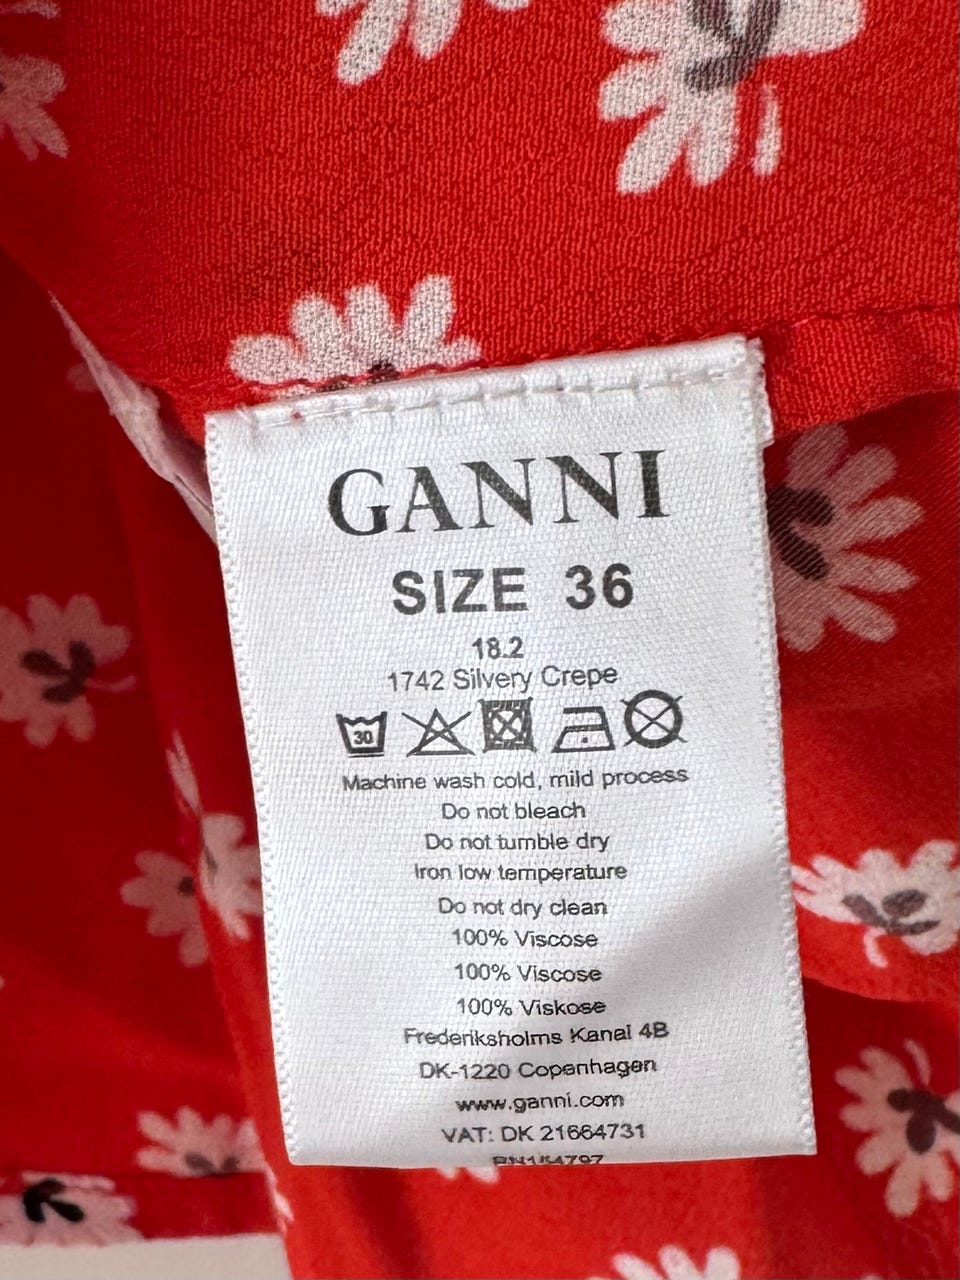 GANNI
SIZE 36
18.2
1742 Silvery Crepe
30
Machine wash cold, mild process
Do not bleach
Do not tumble dry
Iron low temperature
Do not dry clean
100% Viscose
100% Viscose
100% Viskose
Frederiksholms Kanal 4B
DK-1220 Copenhagen
www.ganni.com
VAT: DK 21664731